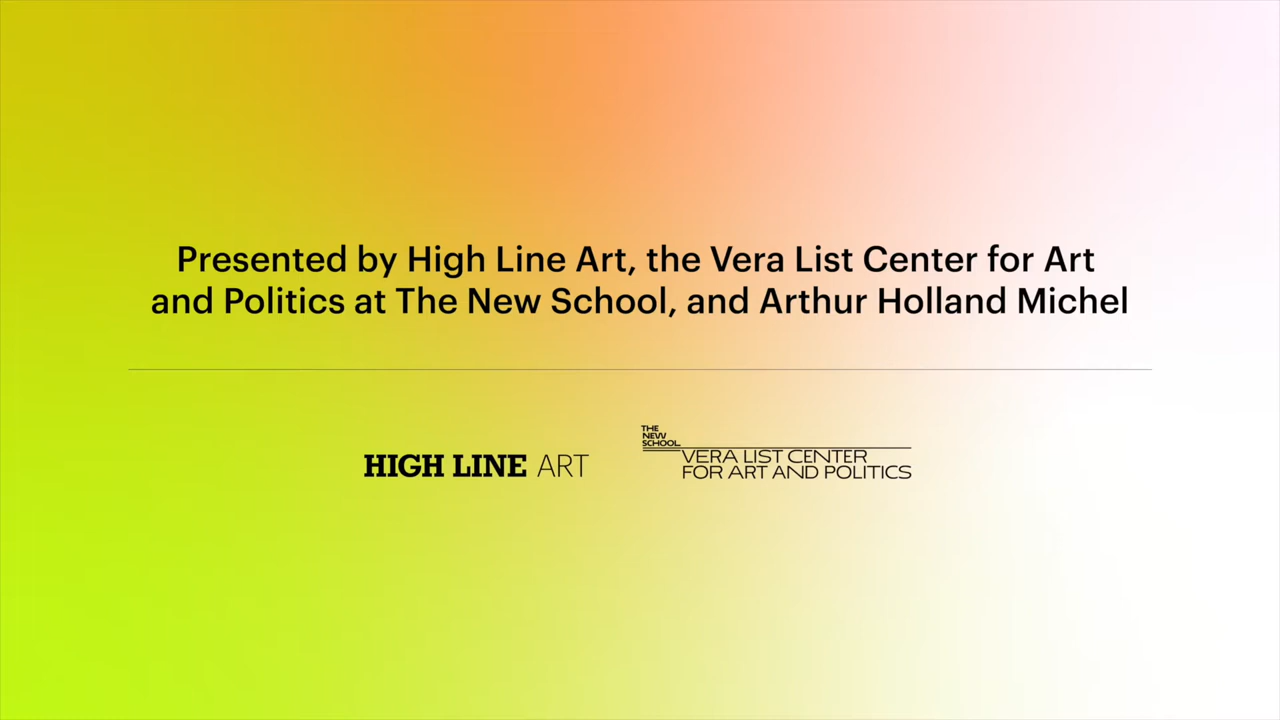 Presented by High Line Art, the Vera List Center for Art
and Politics at The New School, and Arthur Holland Michel
HIGH LINE ART
THE
NEW
SCHOOL
VERA LIST CENTER
FOR ART AND POLITICS